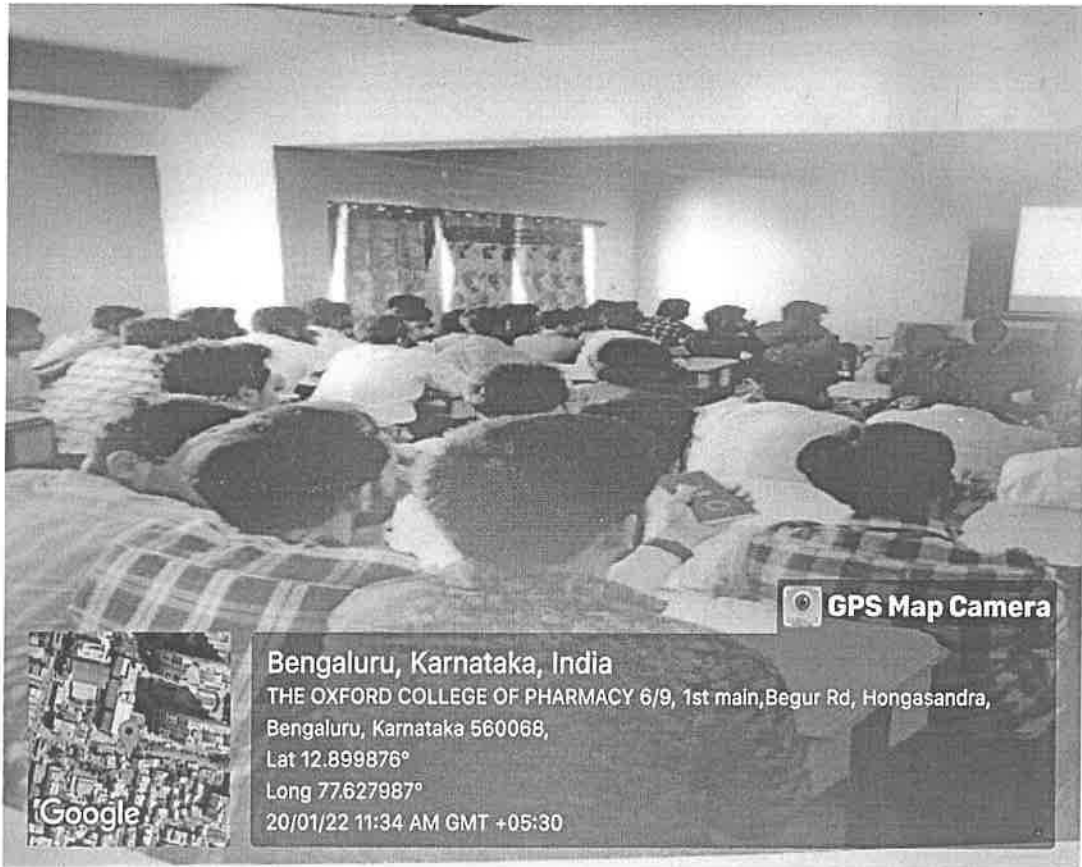 GPS Map Camera
Bengaluru, Karnataka, India
THE OXFORD COLLEGE OF PHARMACY 6/9, 1st main,Begur Rd, Hongasandra,
Bengaluru, Karnataka 560068,
Lat 12.899876°
Long 77.627987°
20/01/22 11:34 AM GMT +05:30
Google